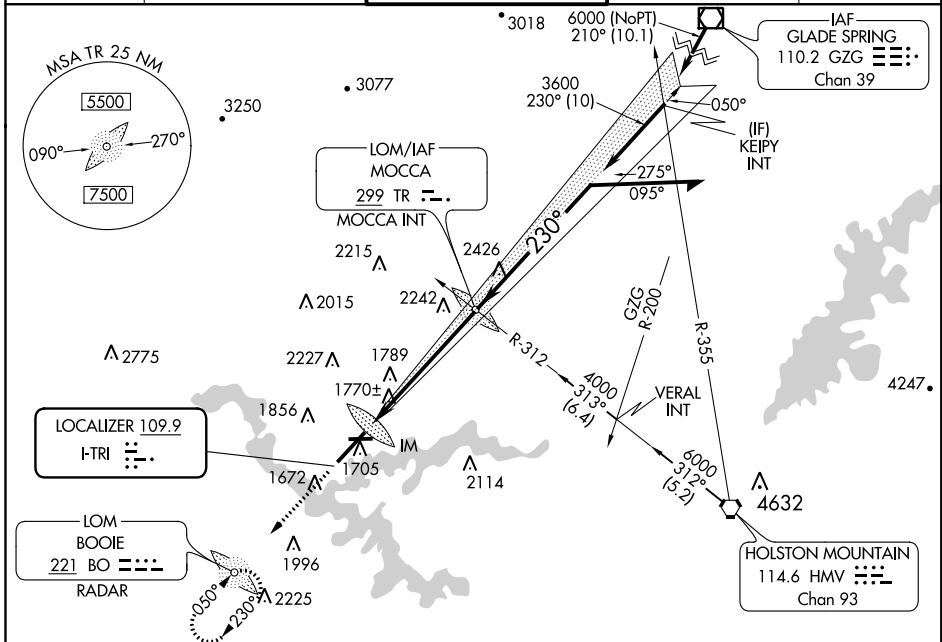 MSA TR 25 NM
5500
090°
270°
7500
3018
3077
3250
6000 (NoPT)
210° (10.1)
IAF
GLADE SPRING
110.2 GZG
Chan 39
3600
230° (10)
050°
(IF)
KEIPY
INT
LOM/IAF
MOCCA
299 TR
MOCCA INT
275°
095°
230°
2426
2215
2242
2015
2775
2227
1789
1770±
1856
GZG
R-200
R-355
R-312
4000
313°
(6.4)
VERAL
INT
4247
LOCALIZER 109.9
I-TRI
IM
1705
1672
2114
6000
312°
(5.2)
4632
LOM
BOOIE
221 BO
RADAR
1996
050°
230°
2225
HOLSTON MOUNTAIN
114.6 HMV
Chan 93